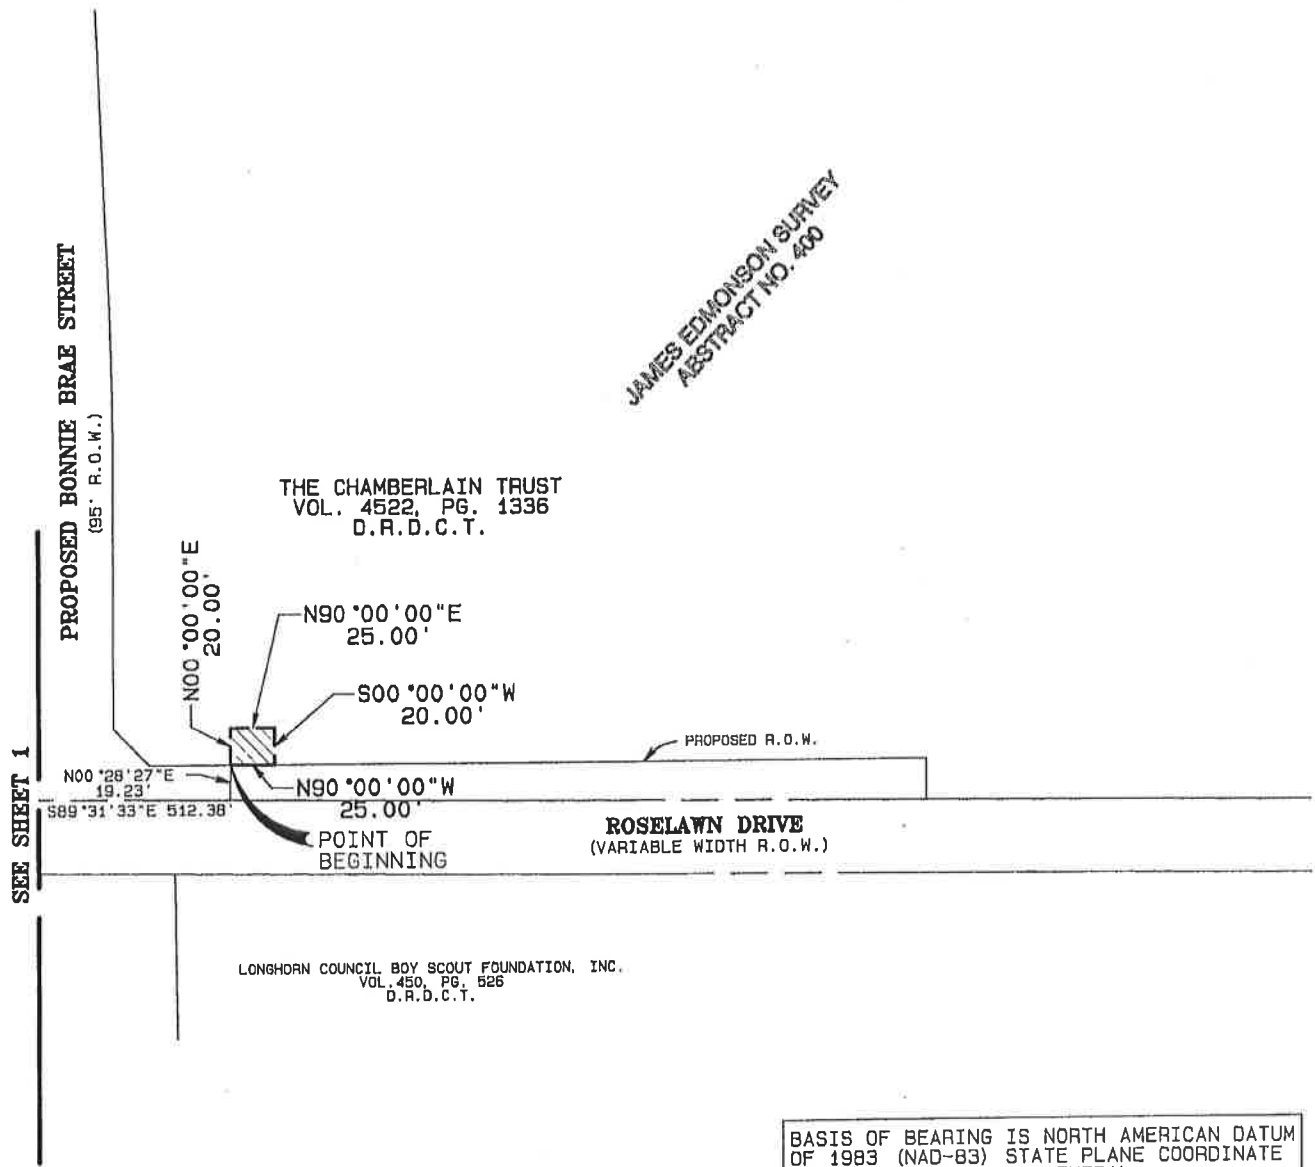 JAMES EDMONSON SURVEY
ABSTRACT NO. 400
PROPOSED BONNIE BRAE STREET
(95' R.O.W.)
THE CHAMBERLAIN TRUST
VOL. 4522, PG. 1336
D.R.D.C.T.
N00°00'00"E
20.00'
N90°00'00"E
25.00'
S00°00'00"W
20.00'
PROPOSED R.O.W.
N00°28'27"E
19.23'
S89°31'33"E 512.38'
N90°00'00"W
25.00'
POINT OF
BEGINNING
ROSELAWN DRIVE
(VARIABLE WIDTH R.O.W.)
SEE SHEET 1
LONGHORN COUNCIL BOY SCOUT FOUNDATION, INC.
VOL.450, PG. 526
D.R.D.C.T.
BASIS OF BEARING IS NORTH AMERICAN DATUM
OF 1983 (NAD-83) STATE PLANE COORDINATE